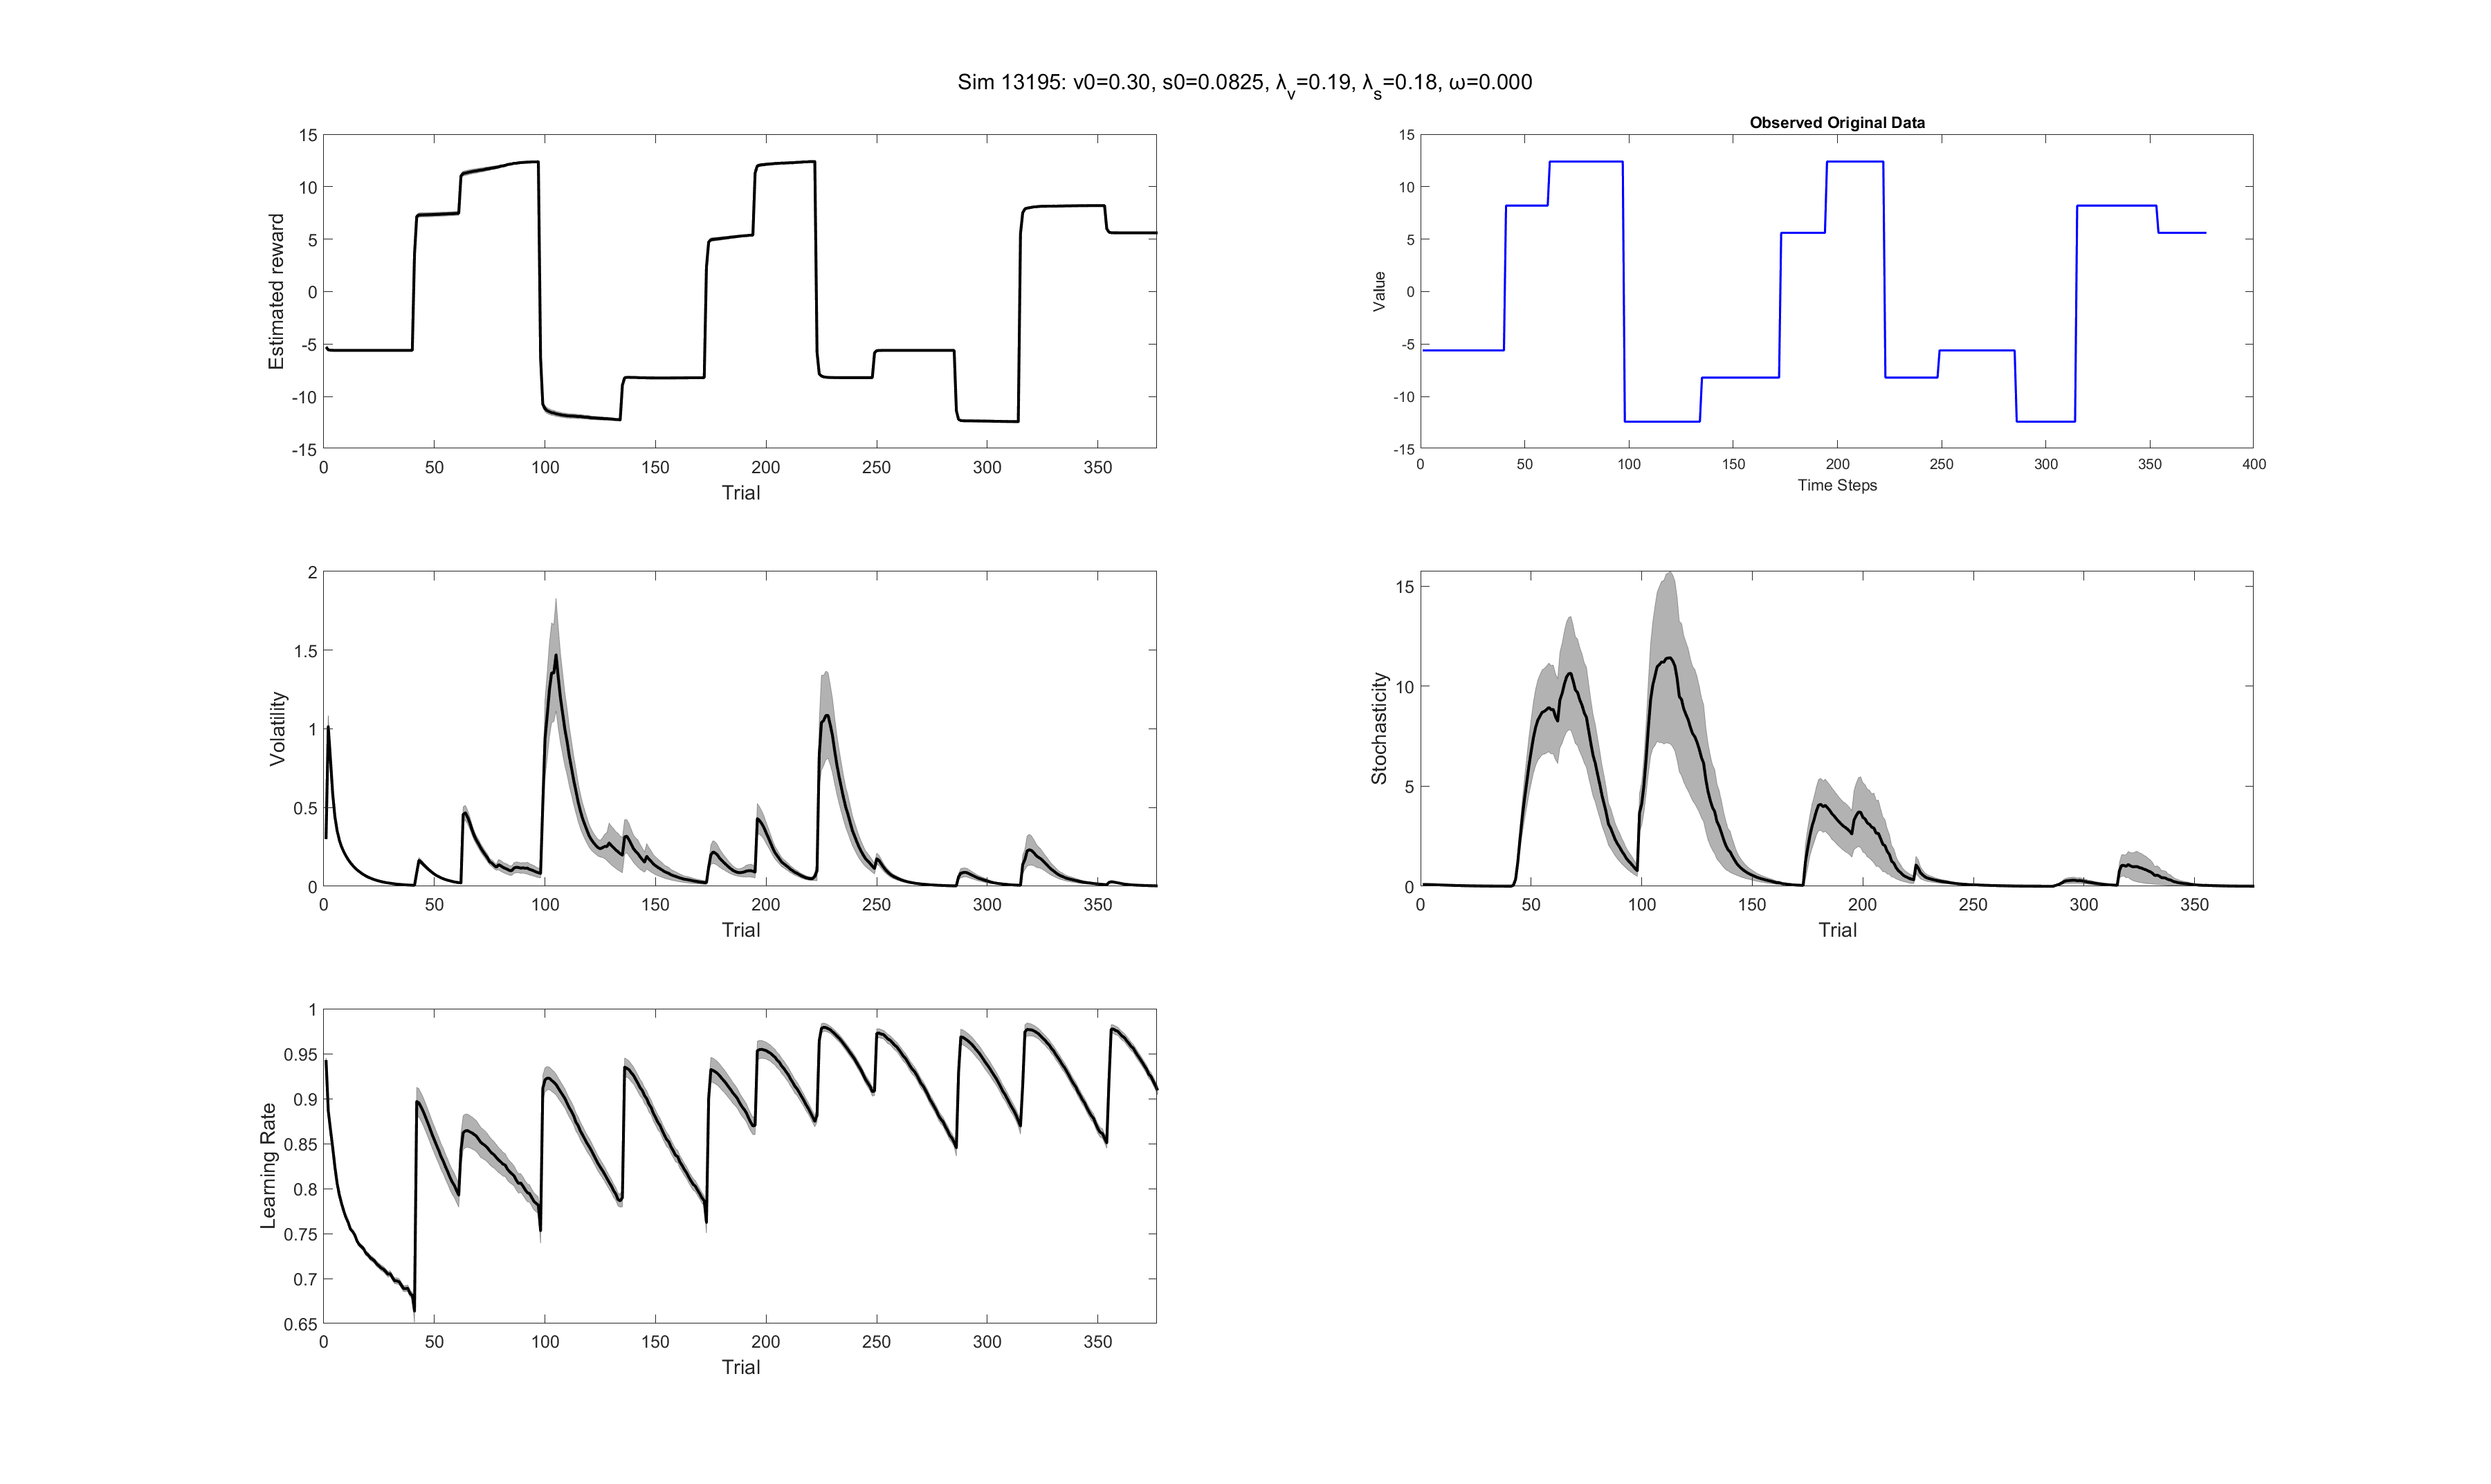 Sim 13195: v0=0.30, s0=0.0825, λv=0.19, λs=0.18, ω=0.000
15
10
5
0
-5
-10
-15
Estimated reward
0 50 100 150 200 250 300 350
Trial
Observed Original Data
15
10
5
0
-5
-10
-15
Value
0 50 100 150 200 250 300 350 400
Time Steps
2
1.5
1
0.5
0
Volatility
0 50 100 150 200 250 300 350
Trial
15
10
5
0
Stochasticity
0 50 100 150 200 250 300 350
Trial
1
0.95
0.9
0.85
0.8
0.75
0.7
0.65
Learning Rate
0 50 100 150 200 250 300 350
Trial